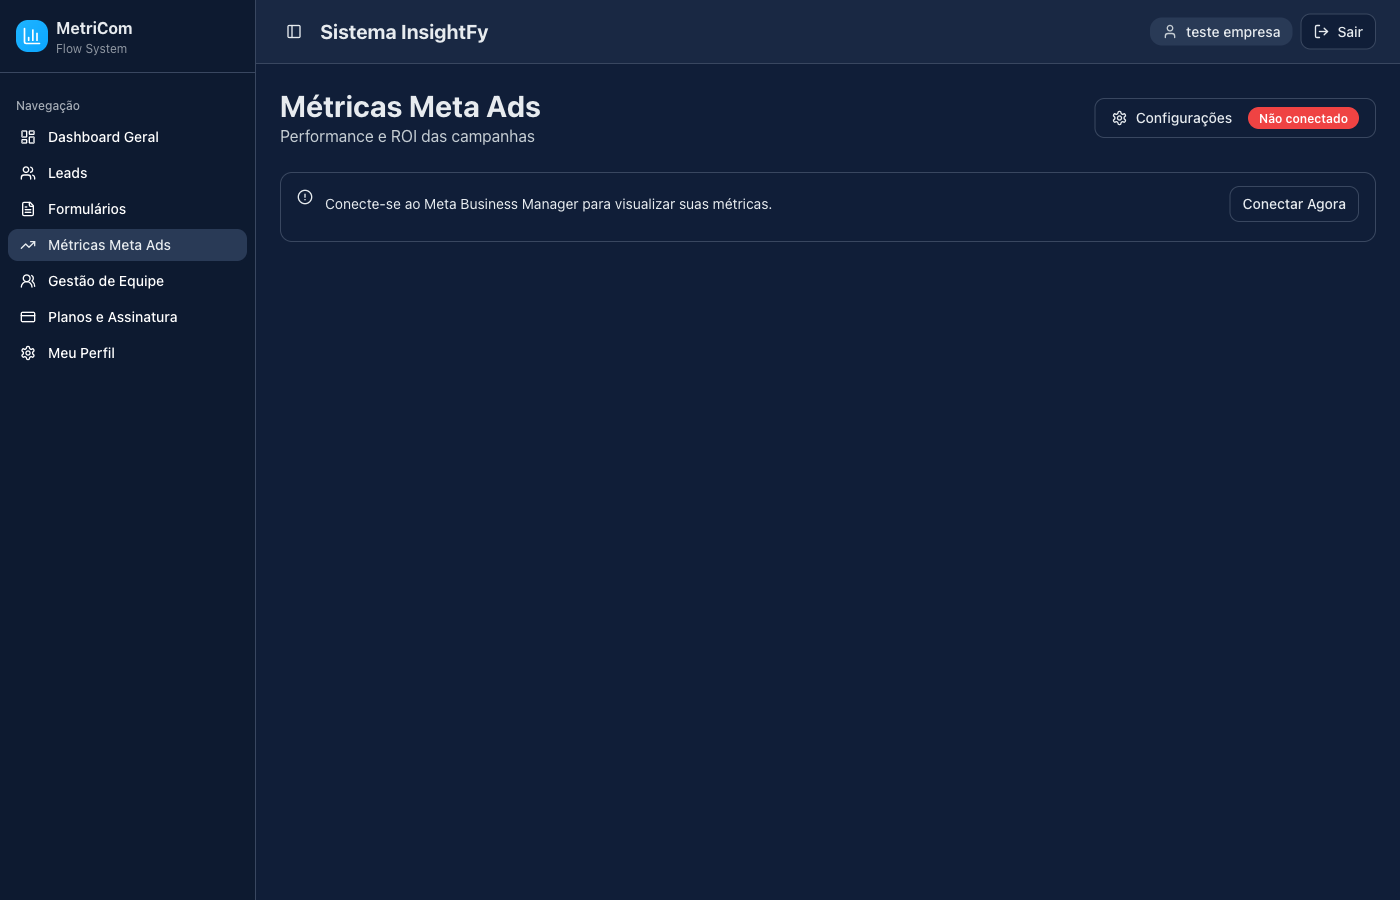 MetriCom
Flow System
Navegação
Dashboard Geral
Leads
Formulários
Métricas Meta Ads
Gestão de Equipe
Planos e Assinatura
Meu Perfil
Sistema InsightFy
teste empresa
Sair
Métricas Meta Ads
Performance e ROI das campanhas
Configurações
Não conectado
Conecte-se ao Meta Business Manager para visualizar suas métricas.
Conectar Agora